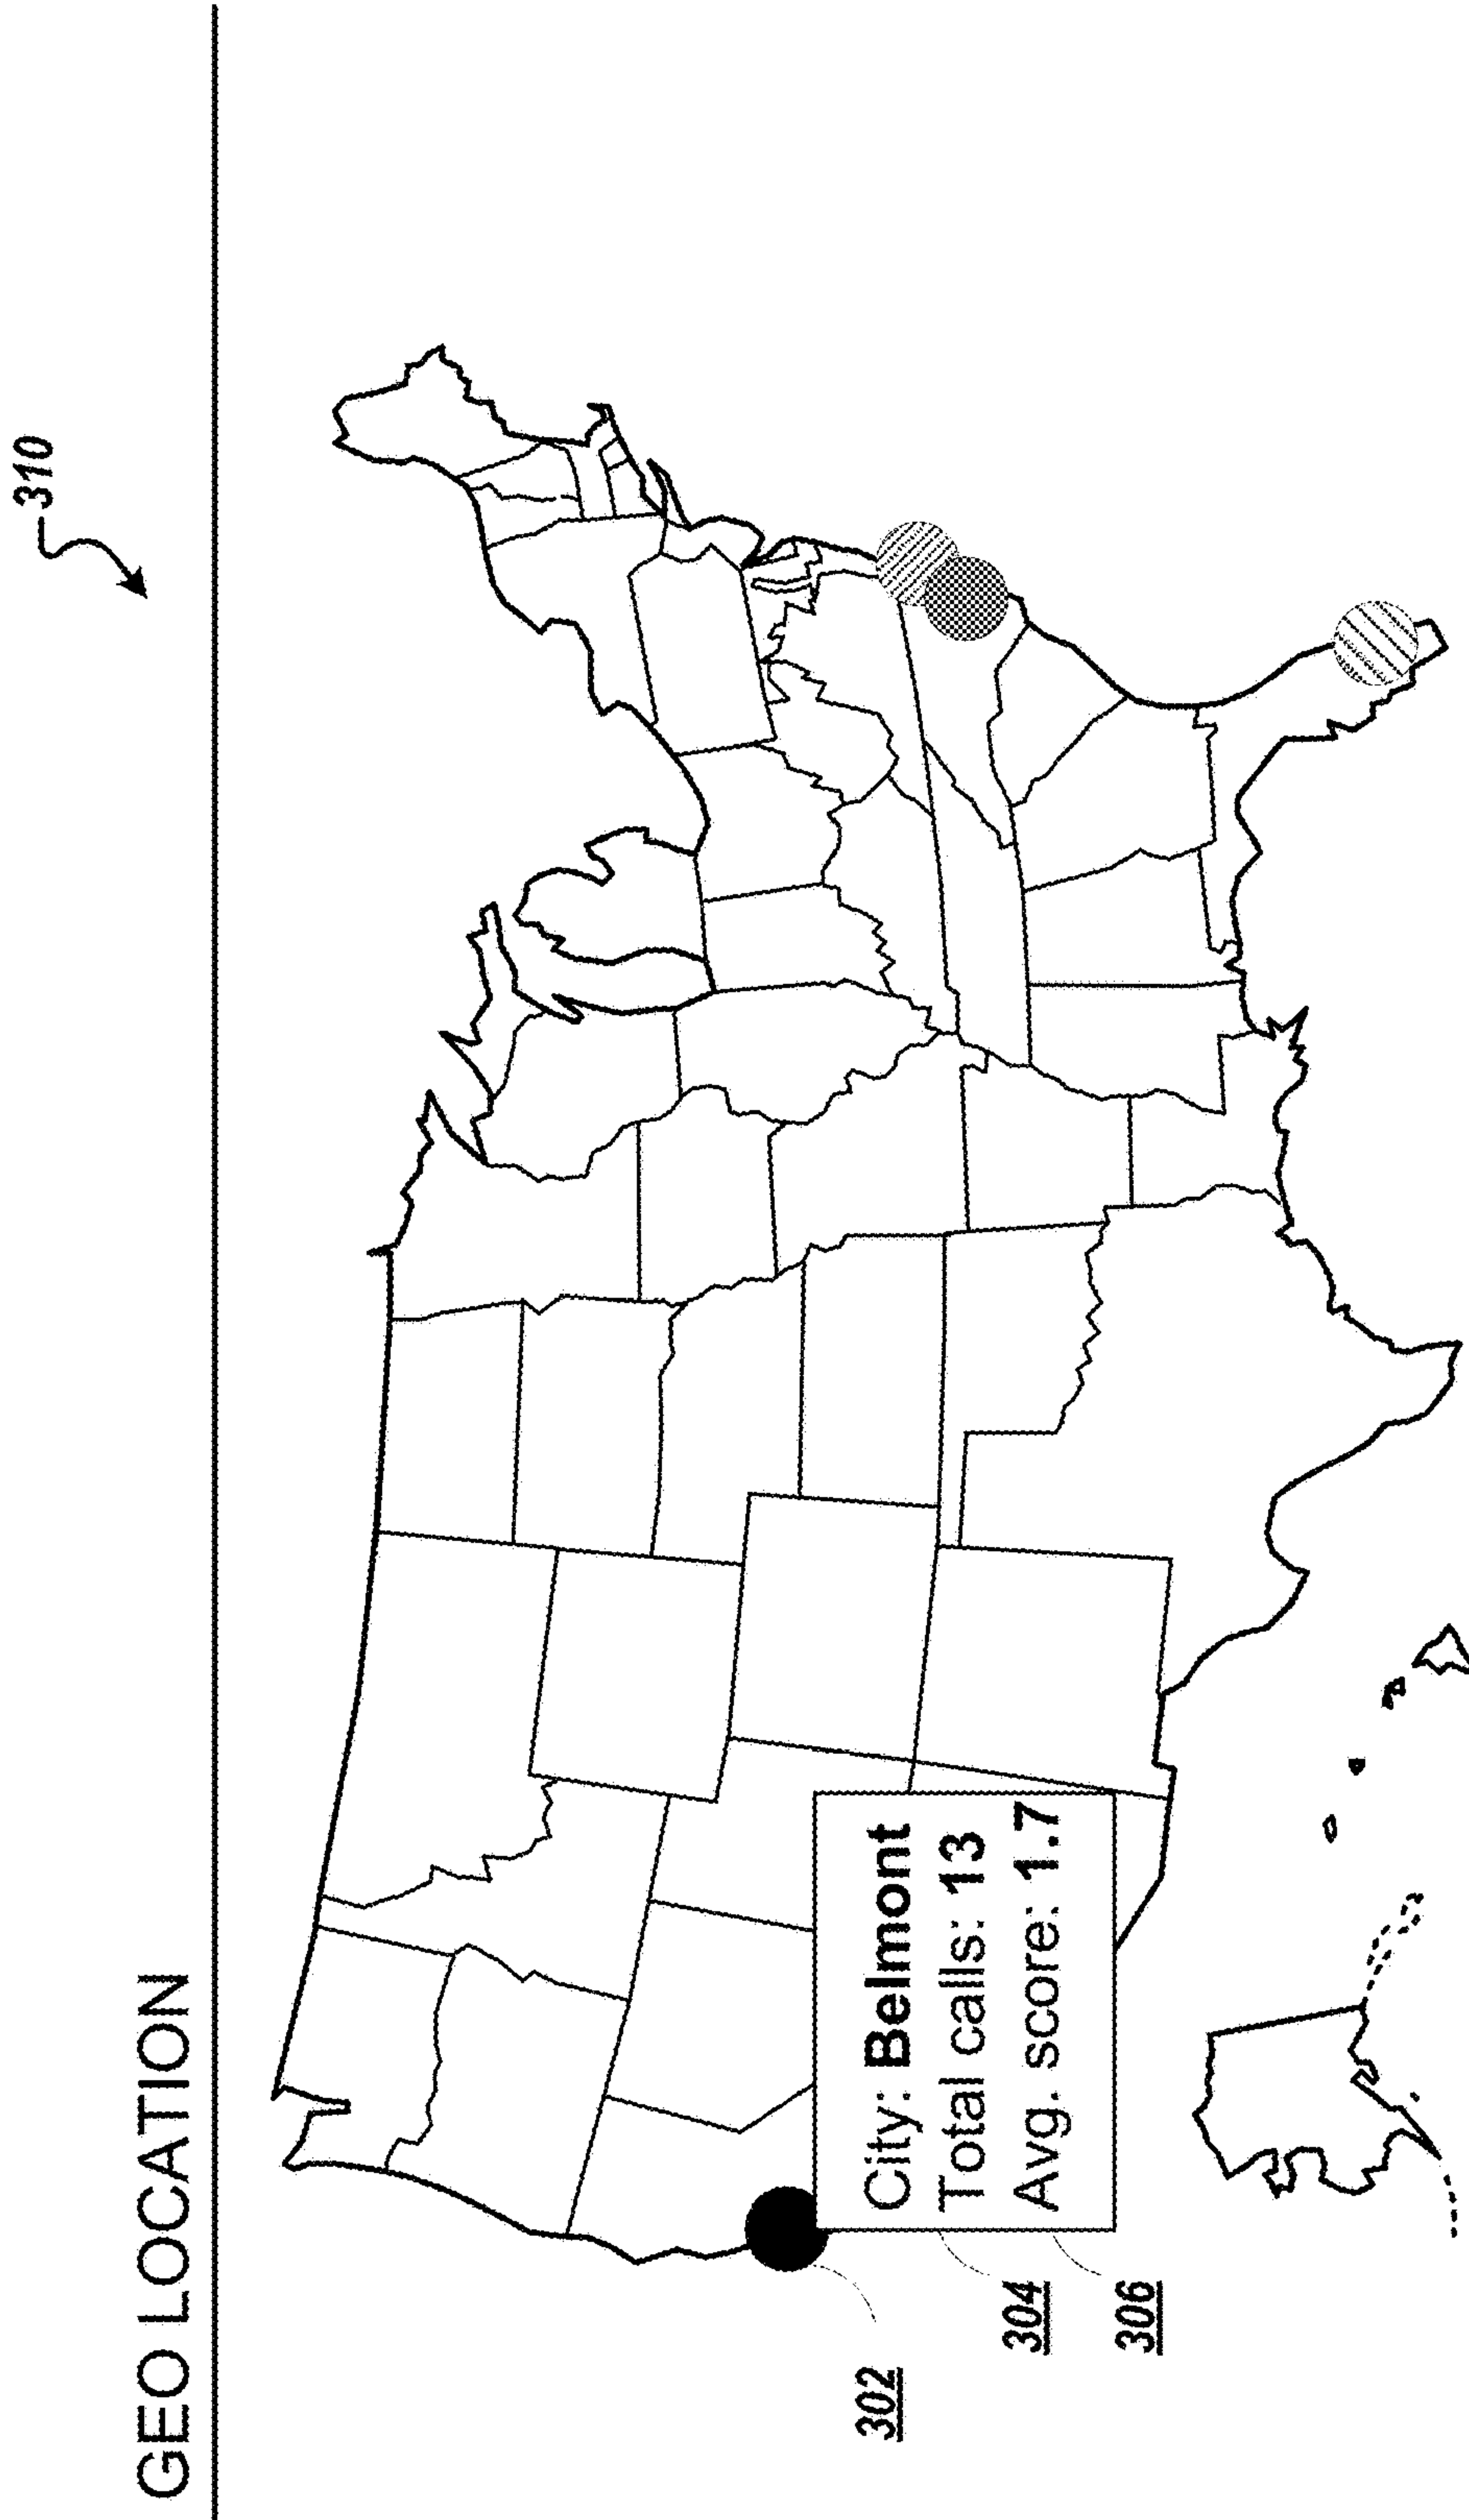 GEO LOCATION
310
City: Belmont
Total calls: 13
Avg. score: 1.7
302
304
306